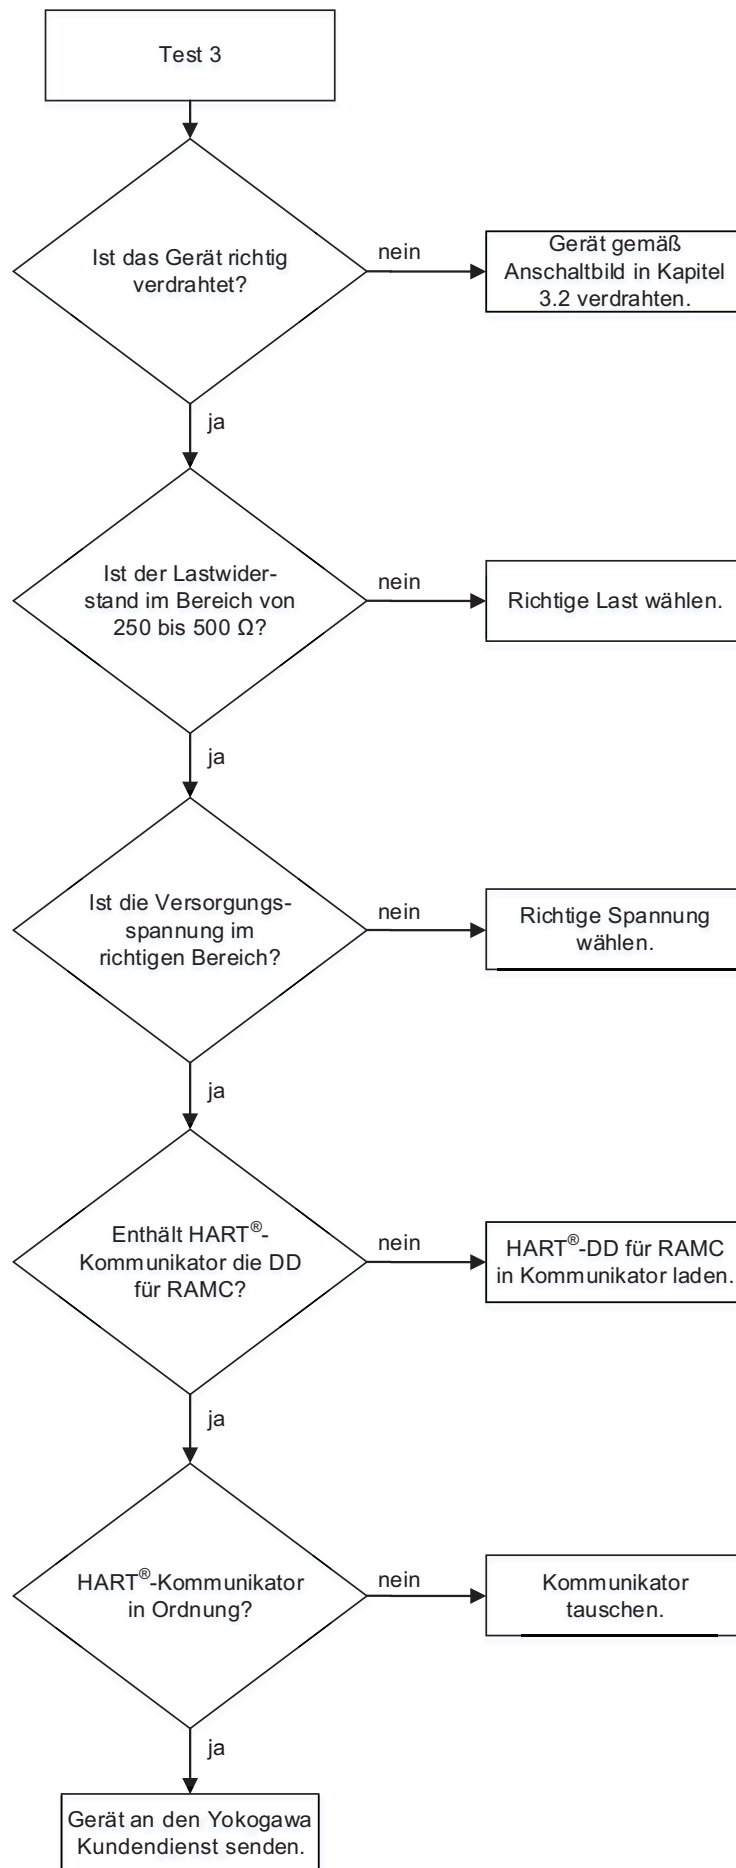 Test 3
Ist das Gerät richtig
verdrahtet?
nein
Gerät gemäß
Anschaltbild in Kapitel
3.2 verdrahten.
ja
Ist der Lastwider-
stand im Bereich von
250 bis 500 Ω?
nein
Richtige Last wählen.
ja
Ist die Versorgungs-
spannung im
richtigen Bereich?
nein
Richtige Spannung
wählen.
ja
Enthält HART®-
Kommunikator die DD
für RAMC?
nein
HART®-DD für RAMC
in Kommunikator laden.
ja
HART®-Kommunikator
in Ordnung?
nein
Kommunikator
tauschen.
ja
Gerät an den Yokogawa
Kundendienst senden.